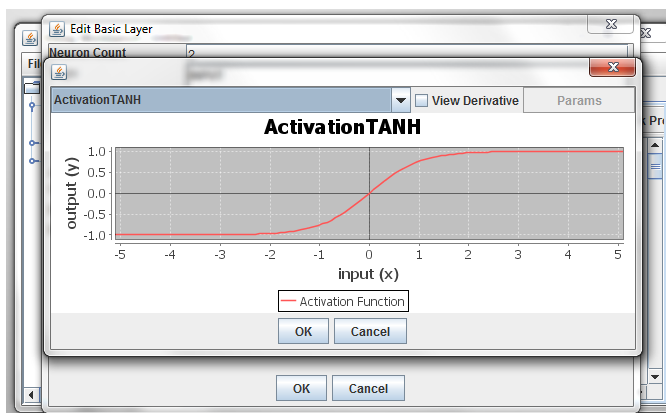 Edit Basic Layer
Neuron Count 2
Fil
ActivationTANH View Derivative Params
k Pr
ActivationTANH
output (y)
1.0
0.5
0.0
-0.5
-1.0
-5 -4 -3 -2 -1 0 1 2 3 4 5
input (x)
Activation Function
OK Cancel
OK Cancel